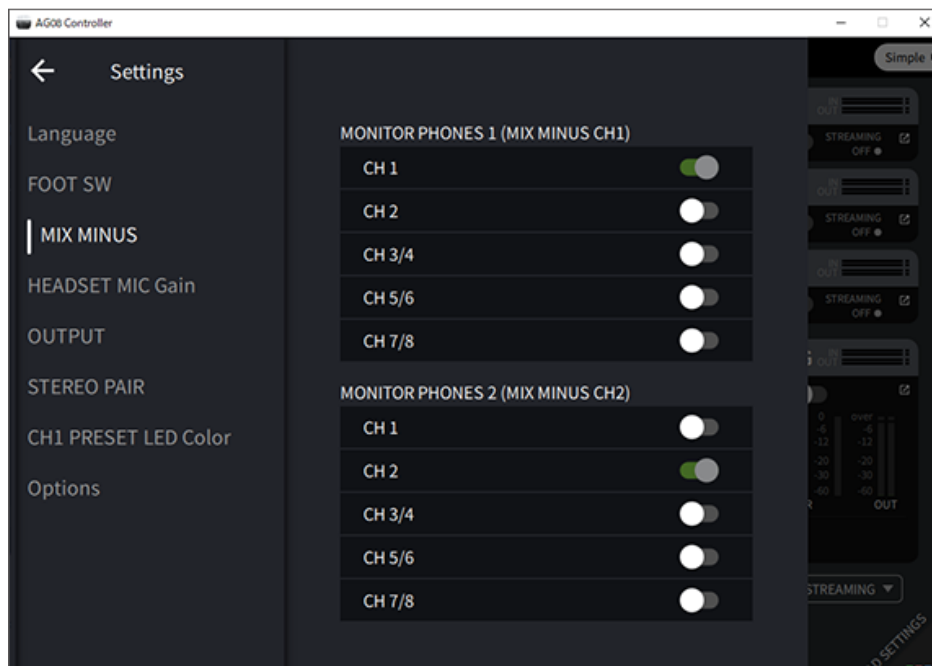 AG08 Controller
Settings
Simple
Language
FOOT SW
MIX MINUS
HEADSET MIC Gain
OUTPUT
STEREO PAIR
CH1 PRESET LED Color
Options
MONITOR PHONES 1 (MIX MINUS CH1)
CH 1
CH 2
CH 3/4
CH 5/6
CH 7/8
MONITOR PHONES 2 (MIX MINUS CH2)
CH 1
CH 2
CH 3/4
CH 5/6
CH 7/8
IN
OUT
STREAMING
OFF
IN
OUT
STREAMING
OFF
OUT
STREAMING
OFF
G
OUT
0 over
-6 -6
-12 -12
-20 -20
-30 -30
-60 -60
R OUT
STREAMING
D SETTINGS